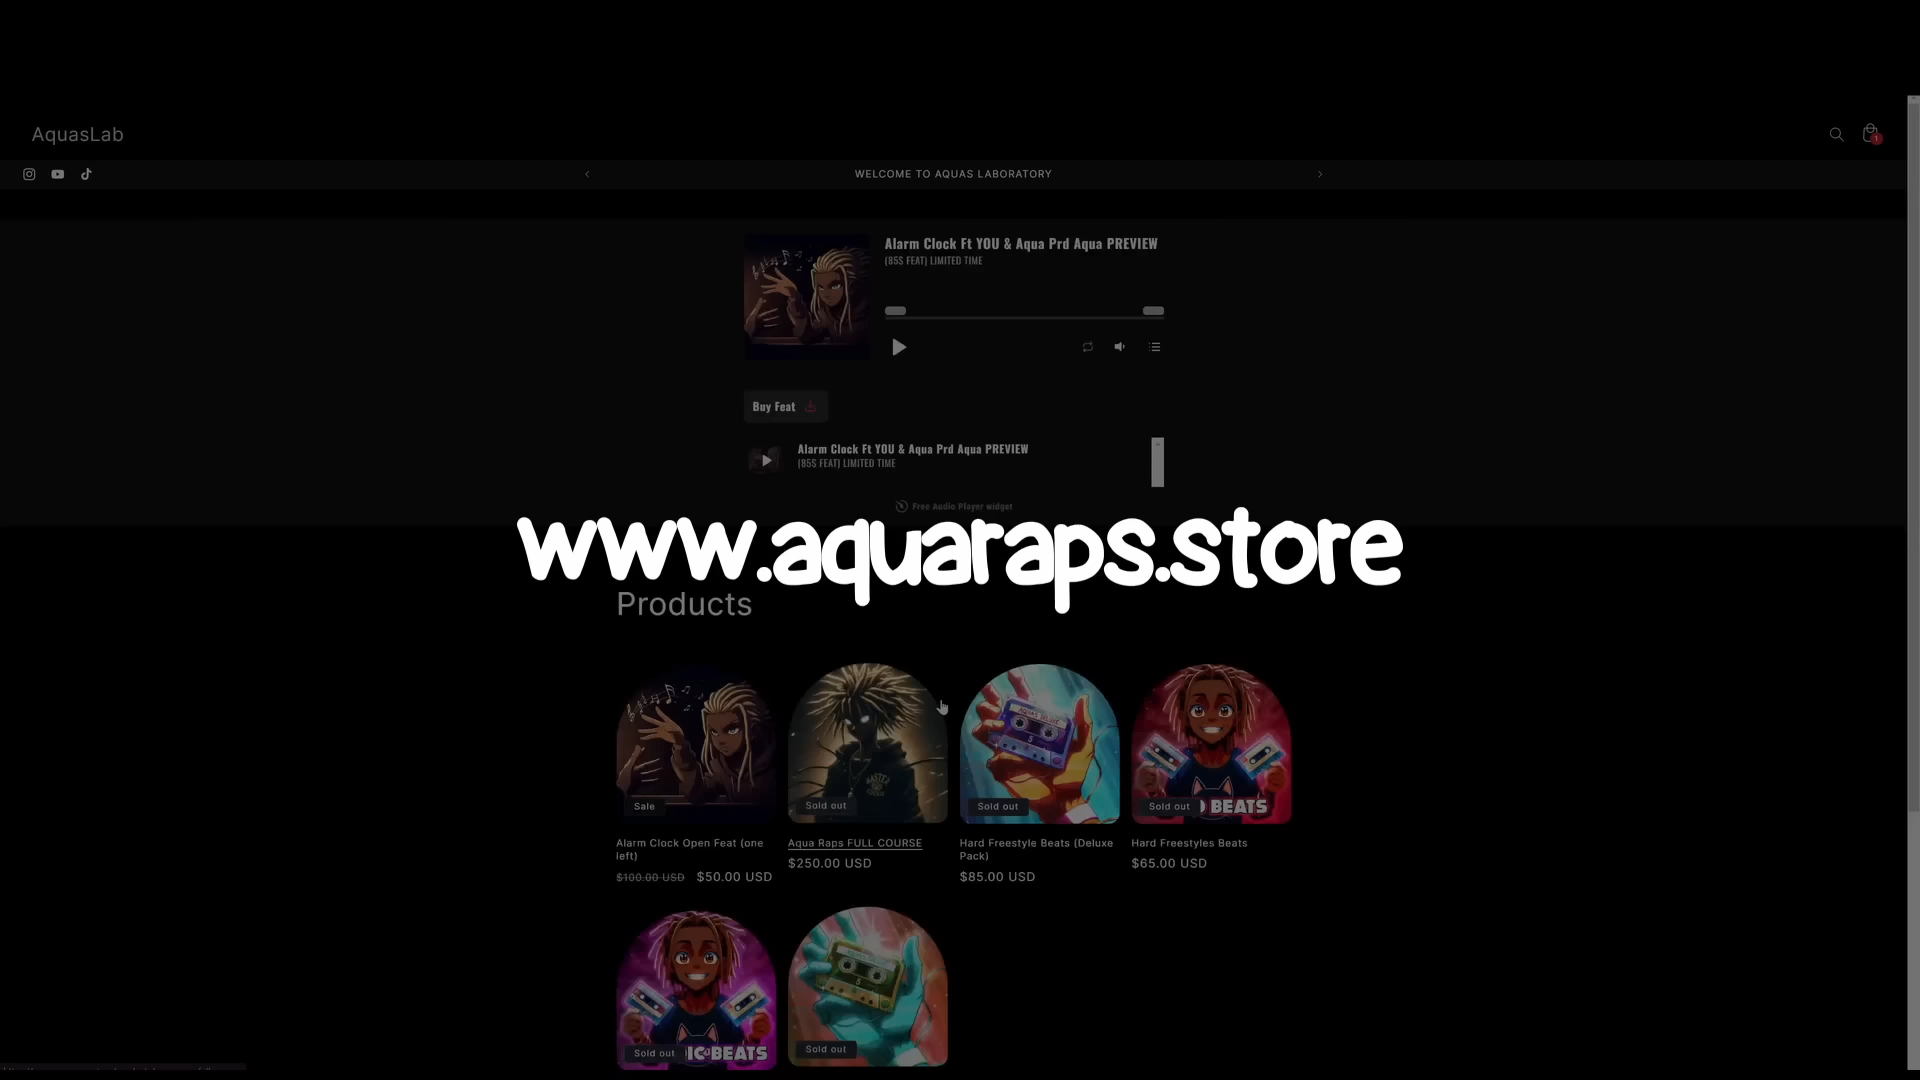 AquasLab
1
WELCOME TO AQUAS LABORATORY
Alarm Clock Ft YOU & Aqua Prd Aqua PREVIEW
(85$ FEAT) LIMITED TIME
Buy Feat
Alarm Clock Ft YOU & Aqua Prd Aqua PREVIEW
(85$ FEAT) LIMITED TIME
Free Audio Player widget
www.aquaraps.store
Products
Sale
Sold out
Sold out
Sold out
BEATS
Alarm Clock Open Feat (one left)
$100.00 USD $50.00 USD
Aqua Raps FULL COURSE
$250.00 USD
Hard Freestyle Beats (Deluxe Pack)
$85.00 USD
Hard Freestyles Beats
$65.00 USD
Sold out
BEATS
Sold out